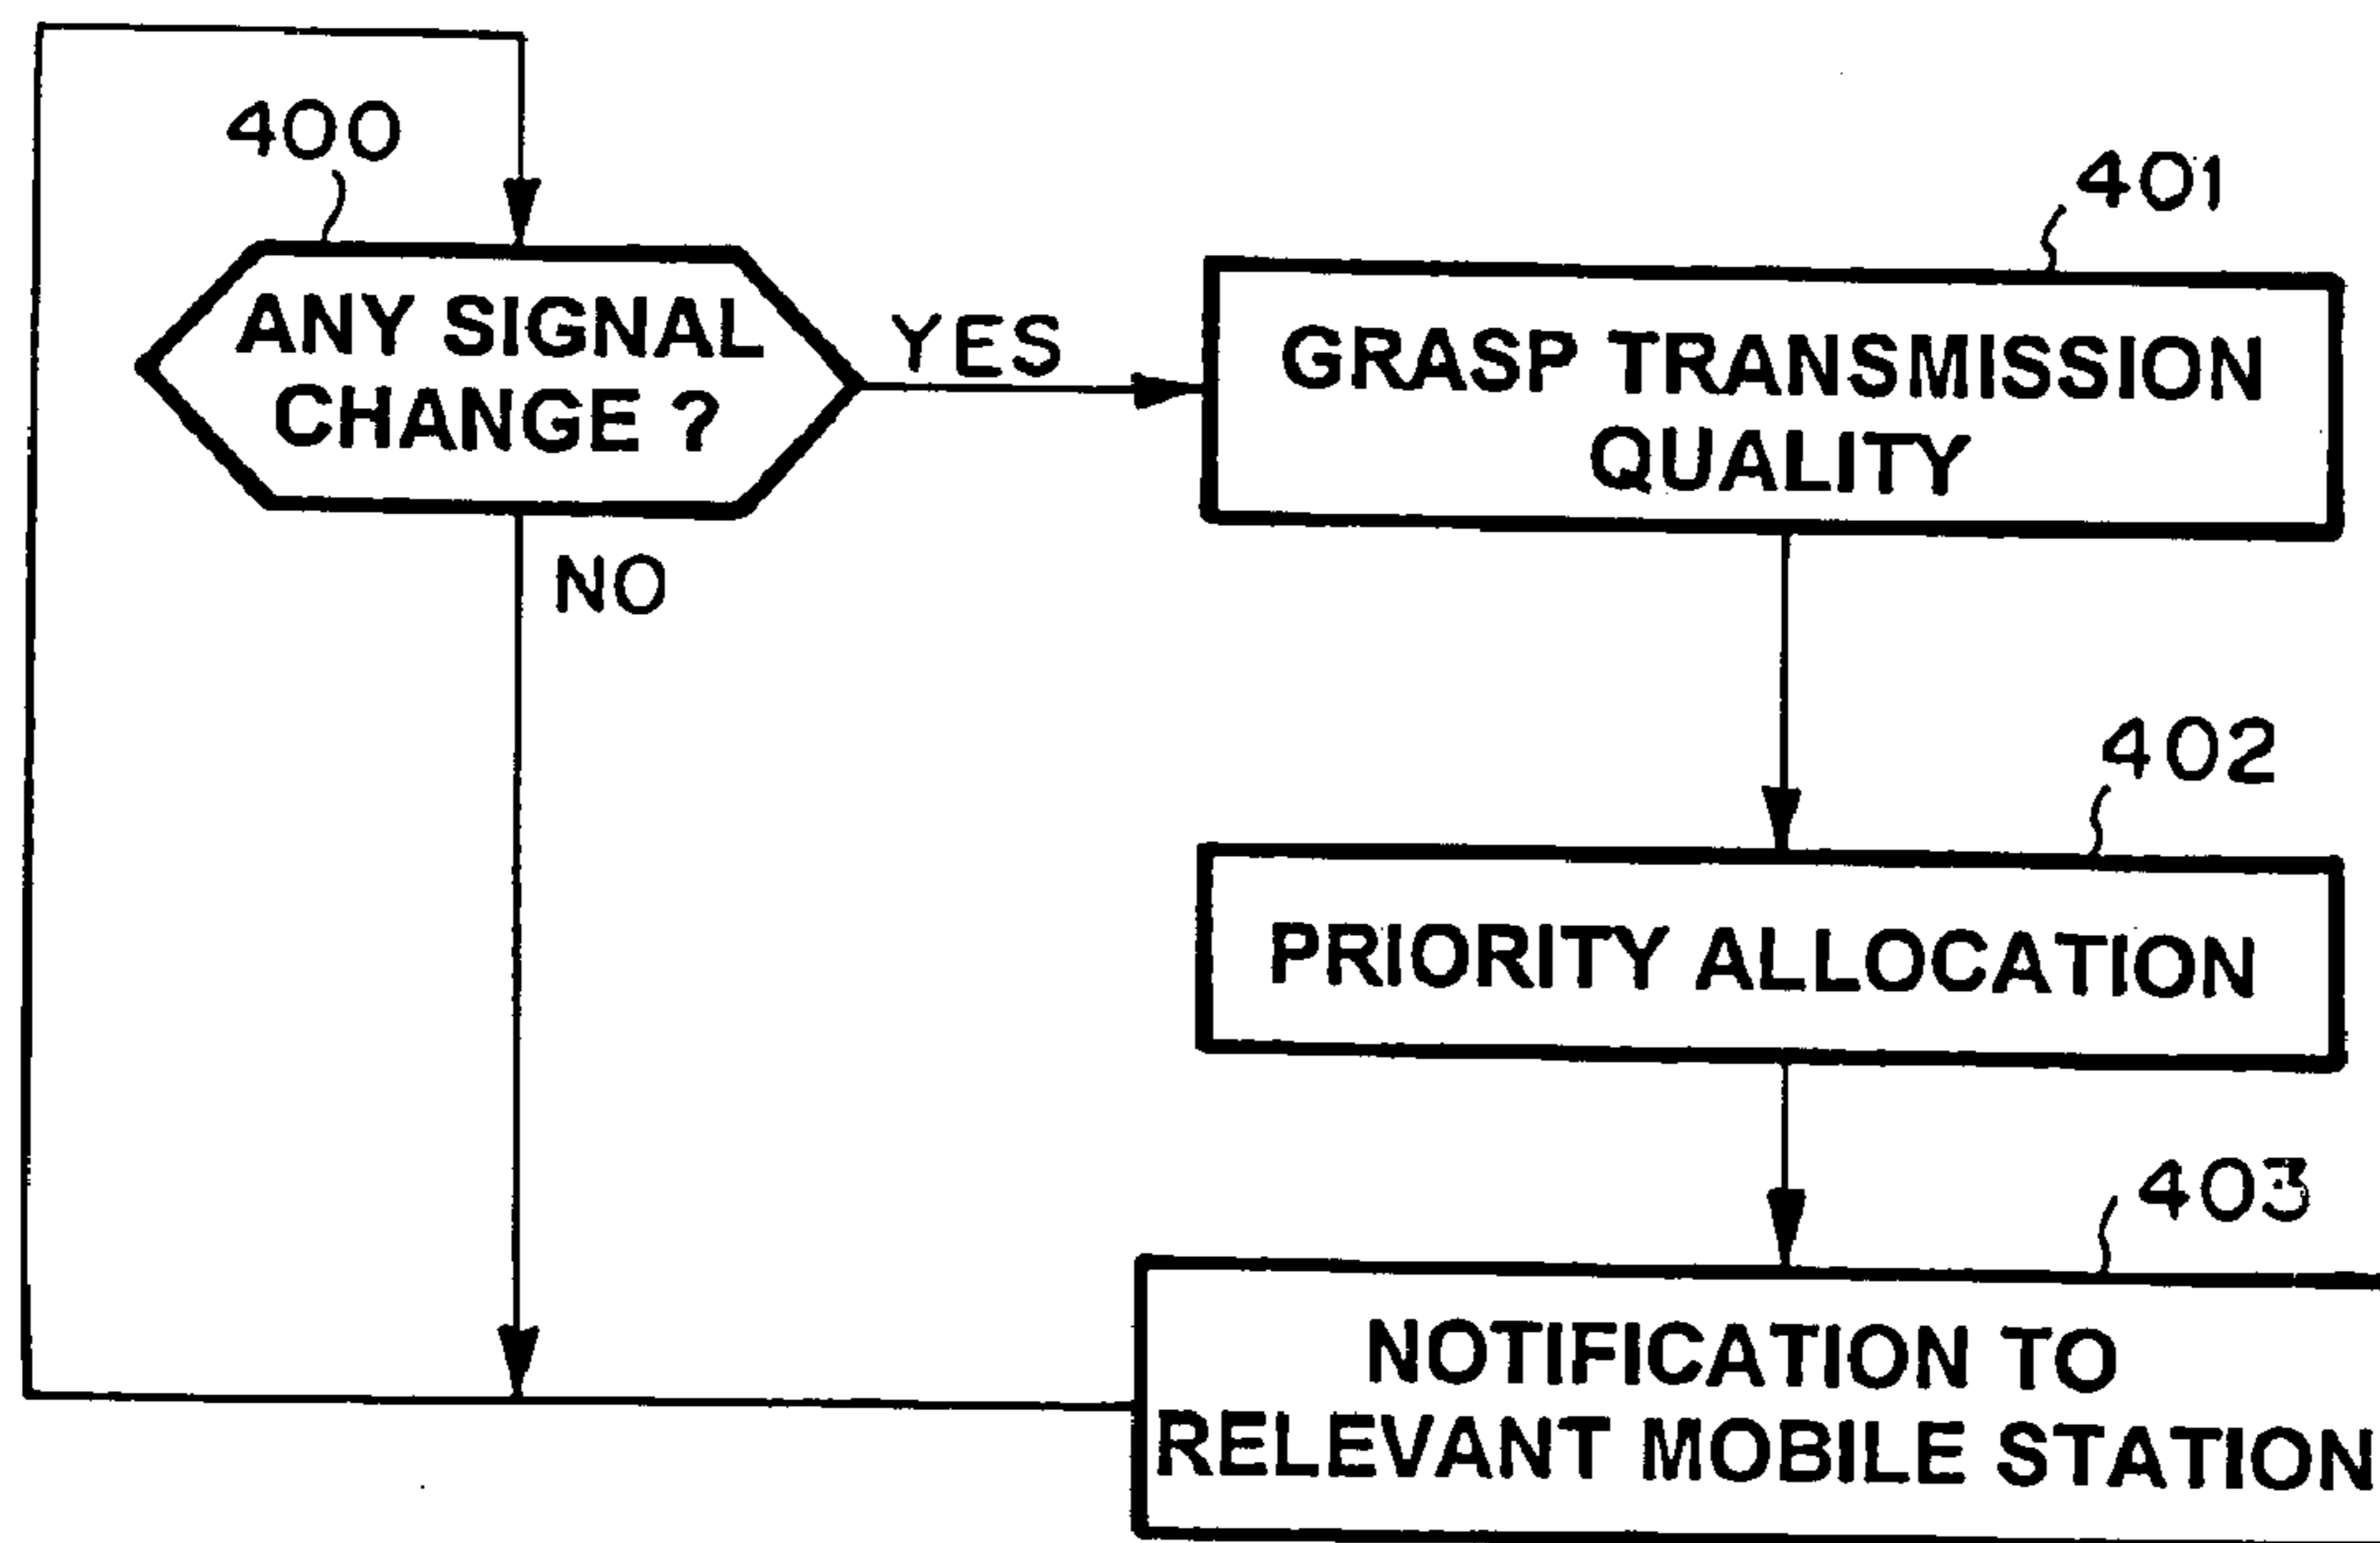 400
ANY SIGNAL
CHANGE ?
YES
NO
401
GRASP TRANSMISSION
QUALITY
402
PRIORITY ALLOCATION
403
NOTIFICATION TO
RELEVANT MOBILE STATION